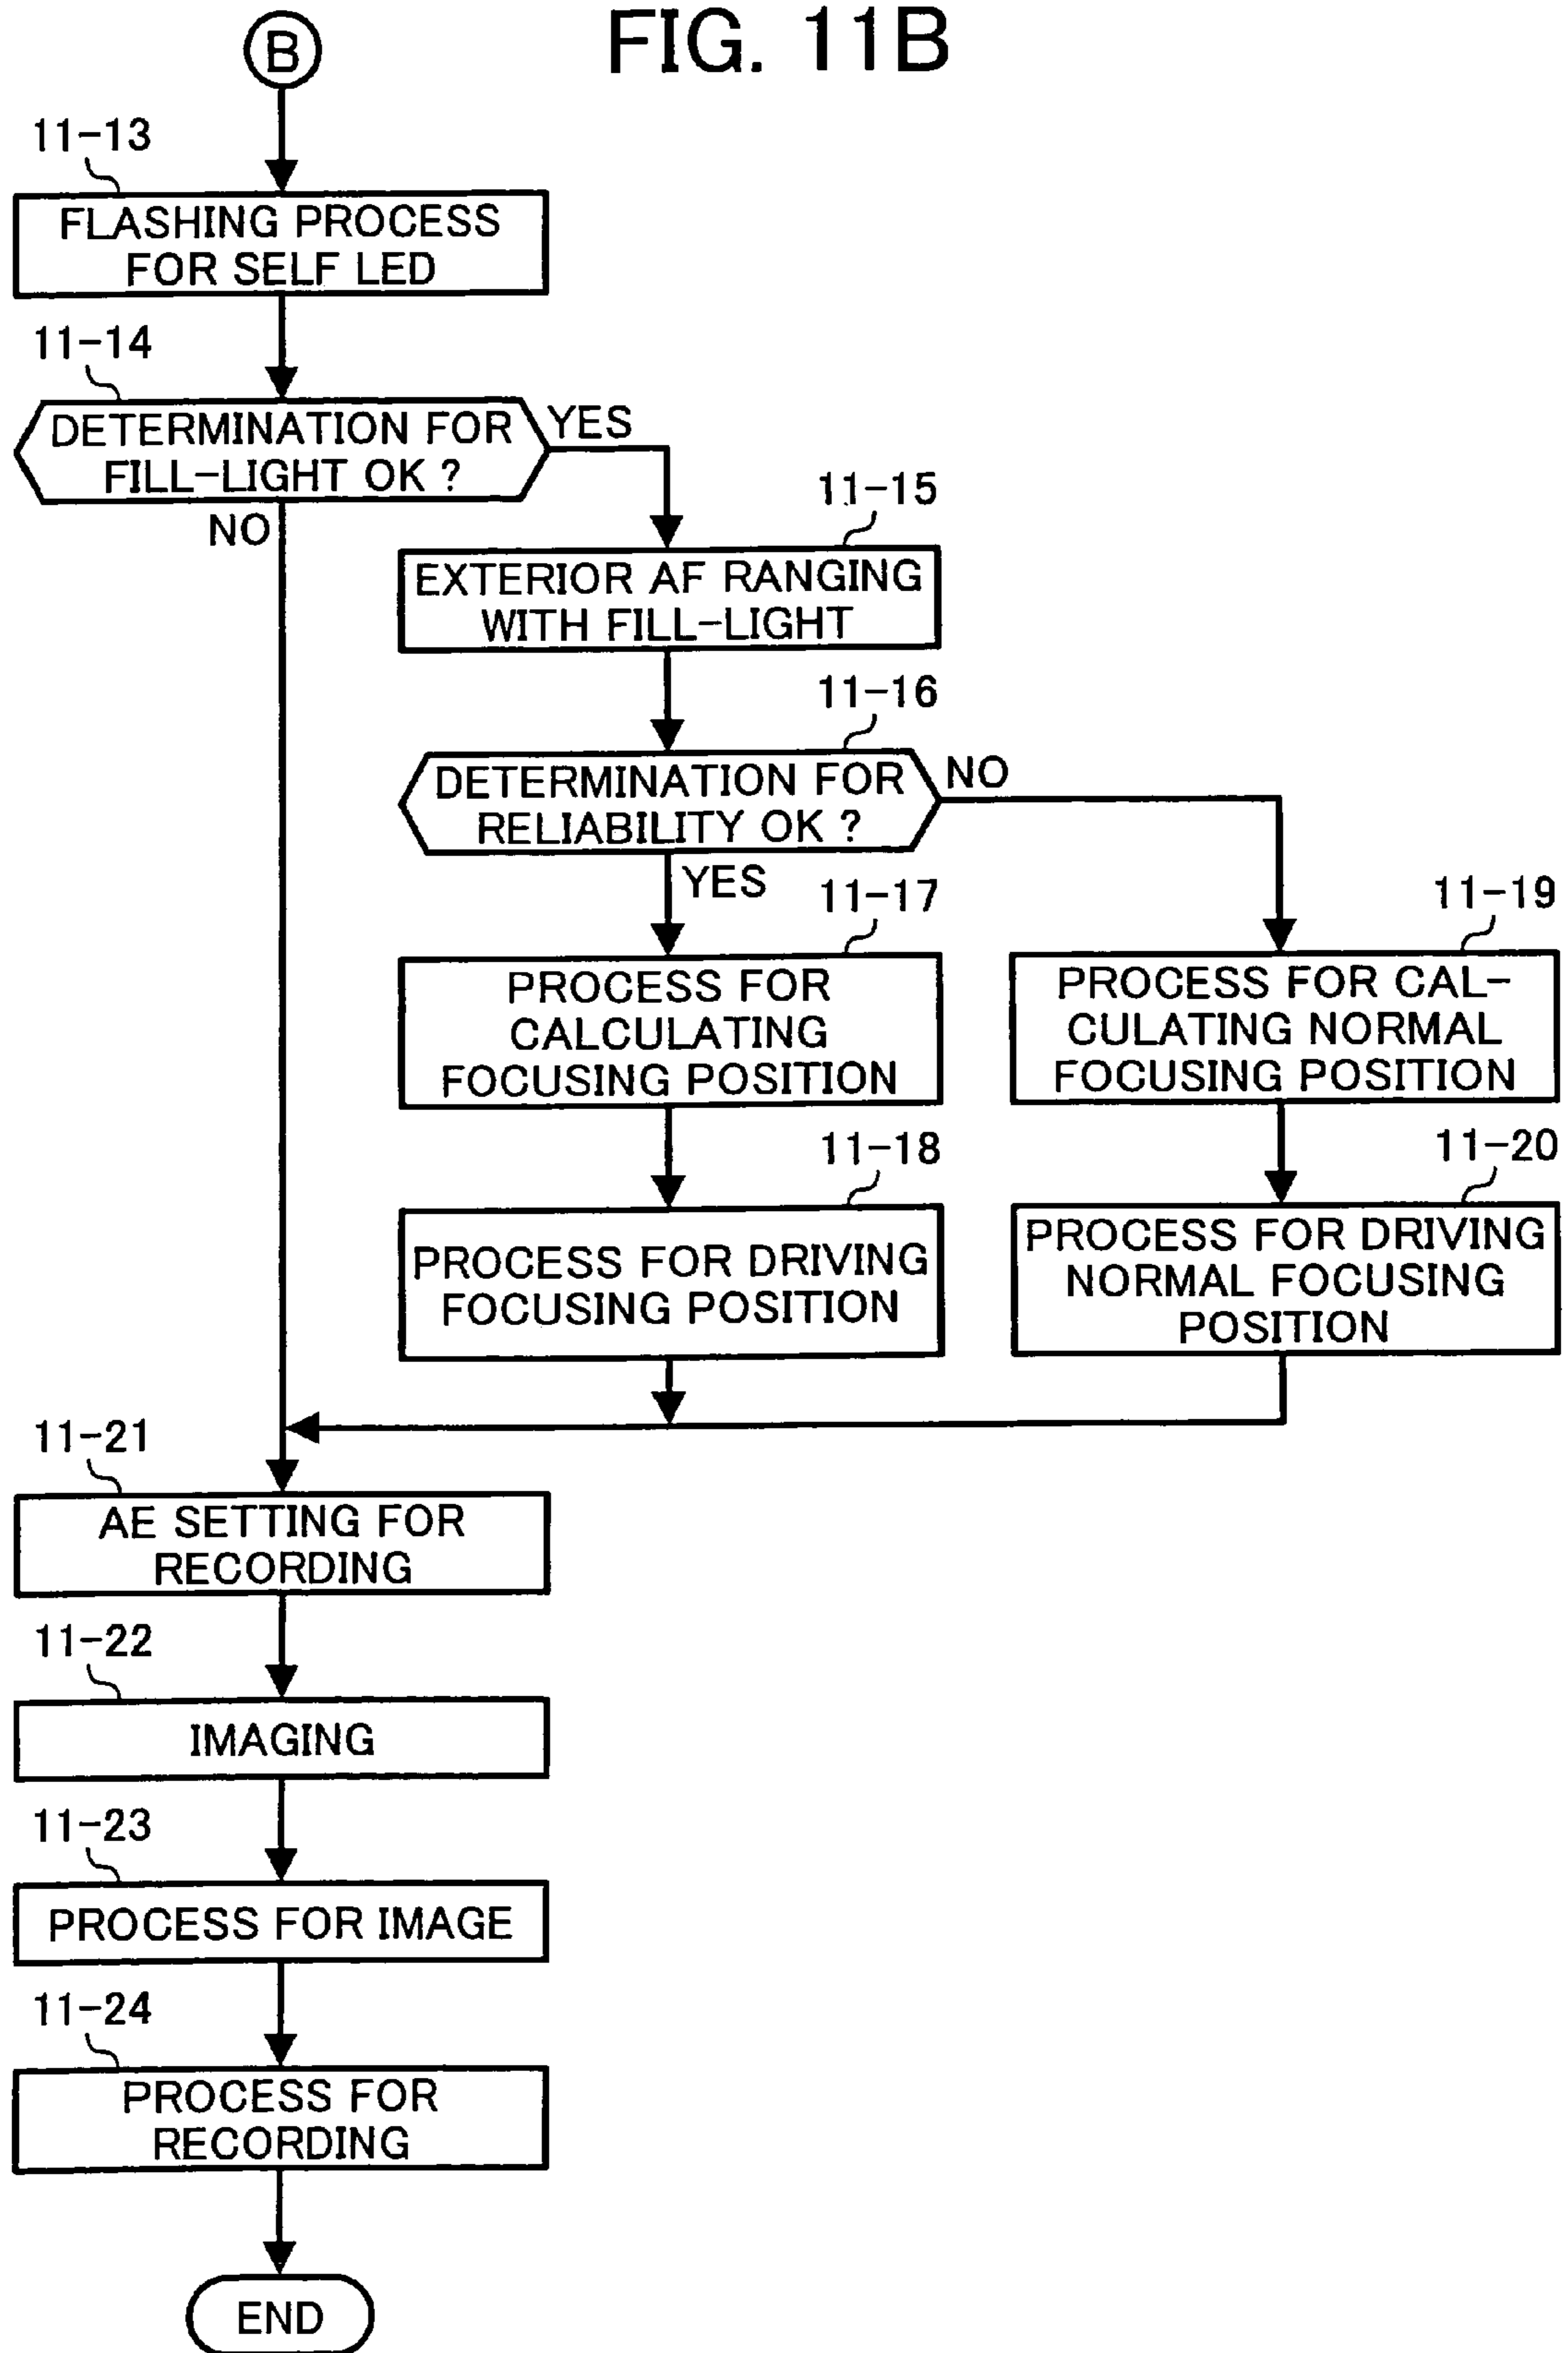 FIG. 11B
B
11-13
FLASHING PROCESS
FOR SELF LED
11-14
DETERMINATION FOR
FILL-LIGHT OK ?
YES
NO
11-15
EXTERIOR AF RANGING
WITH FILL-LIGHT
11-16
DETERMINATION FOR
RELIABILITY OK ?
NO
YES
11-17
PROCESS FOR
CALCULATING
FOCUSING POSITION
11-19
PROCESS FOR CAL-
CULATING NORMAL
FOCUSING POSITION
11-18
PROCESS FOR DRIVING
FOCUSING POSITION
11-20
PROCESS FOR DRIVING
NORMAL FOCUSING
POSITION
11-21
AE SETTING FOR
RECORDING
11-22
IMAGING
11-23
PROCESS FOR IMAGE
11-24
PROCESS FOR
RECORDING
END